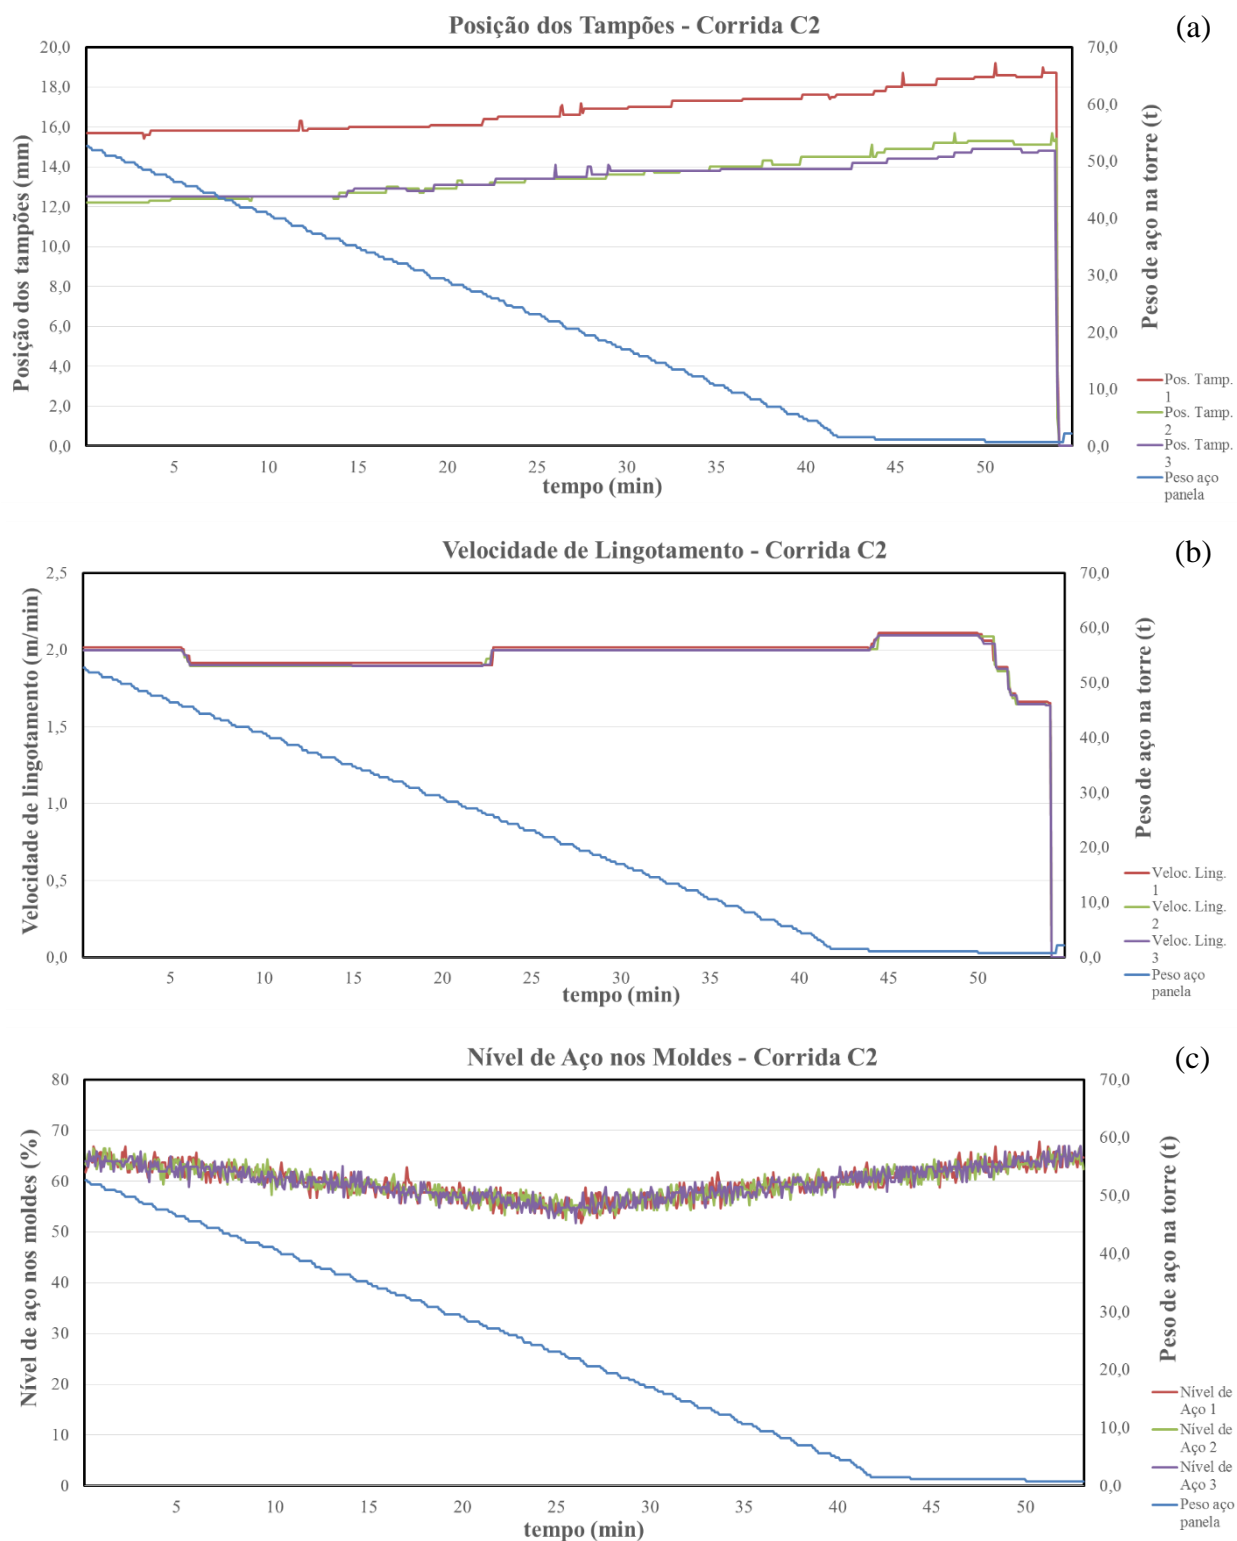 Posição dos Tampões - Corrida C2
(a)
Posição dos tampões (mm)
20,0
18,0
16,0
14,0
12,0
10,0
8,0
6,0
4,0
2,0
0,0
70,0
60,0
50,0
40,0
30,0
20,0
10,0
0,0
Peso de aço na torre (t)
5 10 15 20 25 30 35 40 45 50
tempo (min)
Pos. Tamp.
1
Pos. Tamp.
2
Pos. Tamp.
3
Peso aço
panela
Velocidade de Lingotamento - Corrida C2
(b)
Velocidade de lingotamento (m/min)
2,5
2,0
1,5
1,0
0,5
0,0
70,0
60,0
50,0
40,0
30,0
20,0
10,0
0,0
Peso de aço na torre (t)
5 10 15 20 25 30 35 40 45 50
tempo (min)
Veloc. Ling.
1
Veloc. Ling.
2
Veloc. Ling.
3
Peso aço
panela
Nível de Aço nos Moldes - Corrida C2
(c)
Nível de aço nos moldes (%)
80
70
60
50
40
30
20
10
0
70,0
60,0
50,0
40,0
30,0
20,0
10,0
0,0
Peso de aço na torre (t)
5 10 15 20 25 30 35 40 45 50
tempo (min)
Nível de
Aço 1
Nível de
Aço 2
Nível de
Aço 3
Peso aço
panela